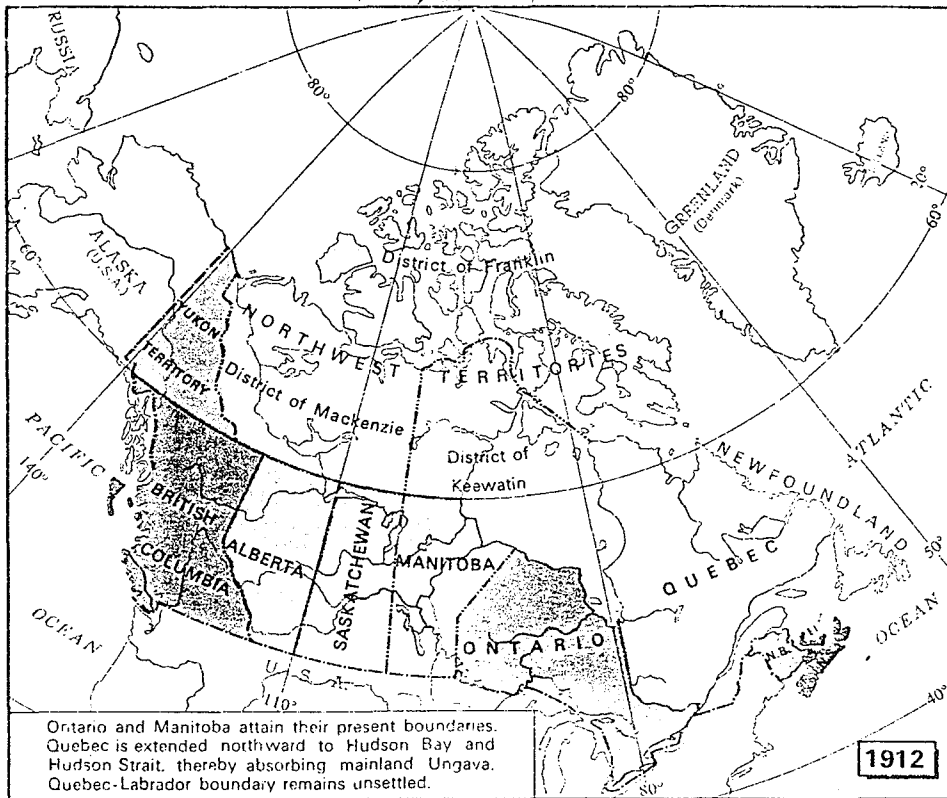 RUSSIA
80°
80°
20°
60°
GREENLAND
(Denmark)
ALASKA
(U.S.A.)
60°
District of Franklin
YUKON
TERRITORY
NORTHWEST TERRITORIES
District of Mackenzie
District of
Keewatin
PACIFIC
140°
ATLANTIC
NEWFOUNDLAND
BRITISH
COLUMBIA
ALBERTA
SASKATCHEWAN
MANITOBA
ONTARIO
QUEBEC
50°
OCEAN
OCEAN
N.B.
U. S. A.
110°
80°
40°
Ontario and Manitoba attain their present boundaries.
Quebec is extended northward to Hudson Bay and
Hudson Strait, thereby absorbing mainland Ungava.
Quebec-Labrador boundary remains unsettled.
1912